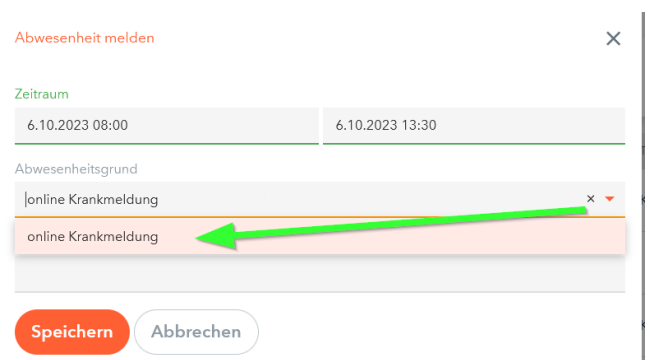 Abwesenheit melden
Zeitraum
6.10.2023 08:00 6.10.2023 13:30
Abwesenheitsgrund
online Krankmeldung
online Krankmeldung
Speichern Abbrechen